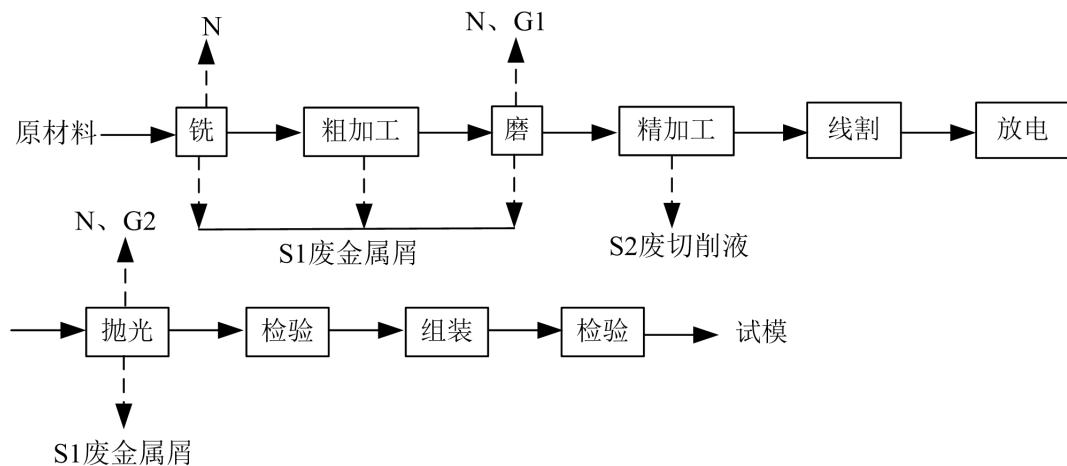 N
N、G1
原材料
铣
粗加工
磨
精加工
线割
放电
S1废金属屑
S2废切削液
N、G2
抛光
检验
组装
检验
试模
S1废金属屑